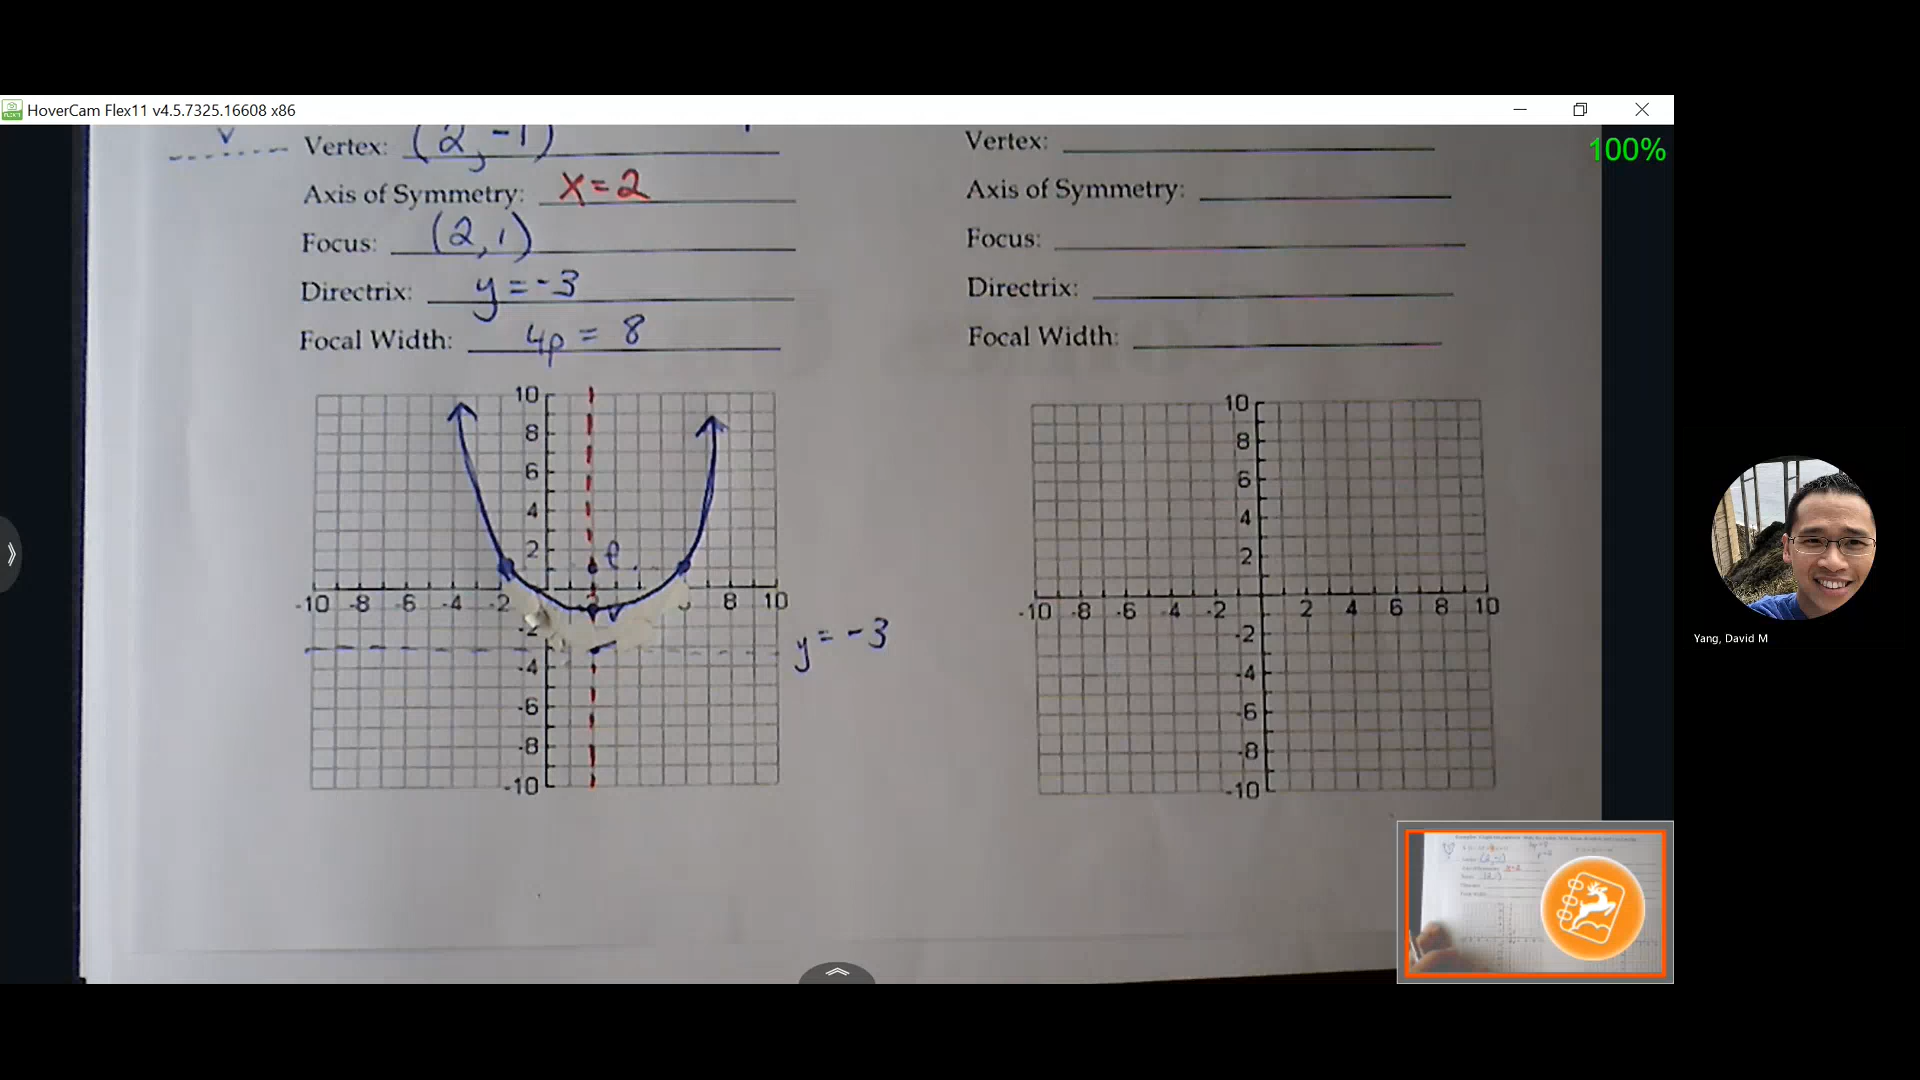 HoverCam Flex11 v4.5.7325.16608 x86
100%
V
Vertex: (2, -1)
Axis of Symmetry: x = 2
Focus: (2, 1)
Directrix: y = -3
Focal Width: 4p = 8
10
8
6
4
2
-10 -8 -6 -4 -2 2 8 10
-2
-4
-6
-8
-10
f
V
y = -3
Vertex:
Axis of Symmetry:
Focus:
Directrix:
Focal Width:
10
8
6
4
2
-10 -8 -6 -4 -2 2 4 6 8 10
-2
-4
-6
-8
-10
Yang, David M